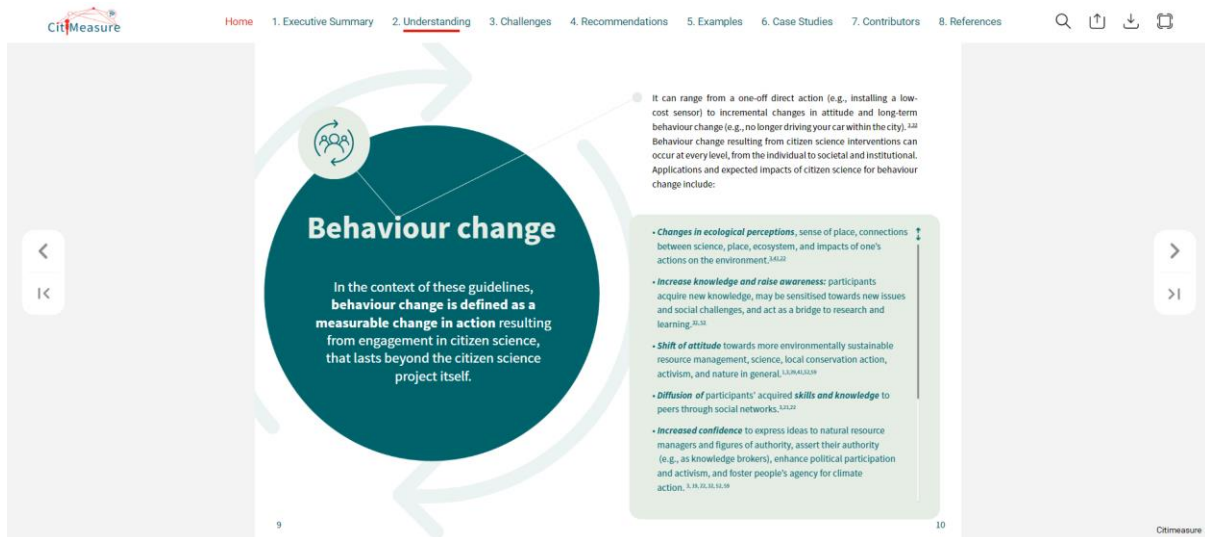 CitiMeasure
Home 1. Executive Summary 2. Understanding 3. Challenges 4. Recommendations 5. Examples 6. Case Studies 7. Contributors 8. References
Behaviour change
In the context of these guidelines,
behaviour change is defined as a
measurable change in action resulting
from engagement in citizen science,
that lasts beyond the citizen science
project itself.
9
It can range from a one-off direct action (e.g., installing a low-
cost sensor) to incremental changes in attitude and long-term
behaviour change (e.g., no longer driving your car within the city).
Behaviour change resulting from citizen science interventions can
occur at every level, from the individual to societal and institutional.
Applications and expected impacts of citizen science for behaviour
change include:
• Changes in ecological perceptions, sense of place, connections
between science, place, ecosystem, and impacts of one's
actions on the environment.
• Increase knowledge and raise awareness: participants
acquire new knowledge, may be sensitised towards new issues
and social challenges, and act as a bridge to research and
learning.
• Shift of attitude towards more environmentally sustainable
resource management, science, local conservation action,
activism, and nature in general.
• Diffusion of participants' acquired skills and knowledge to
peers through social networks.
• Increased confidence to express ideas to natural resource
managers and figures of authority, assert their authority
(e.g., as knowledge brokers), enhance political participation
and activism, and foster people's agency for climate
action.
10
Citimeasure